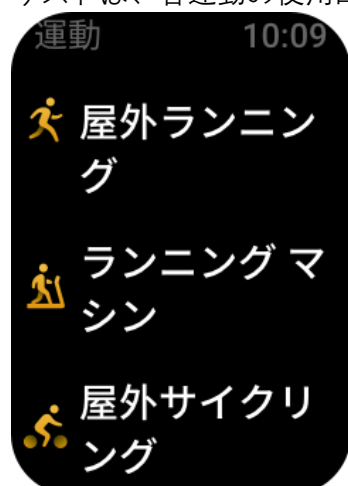 運動 10:09
屋外ランニン
グ
ランニング マ
シン
屋外サイクリ
ング